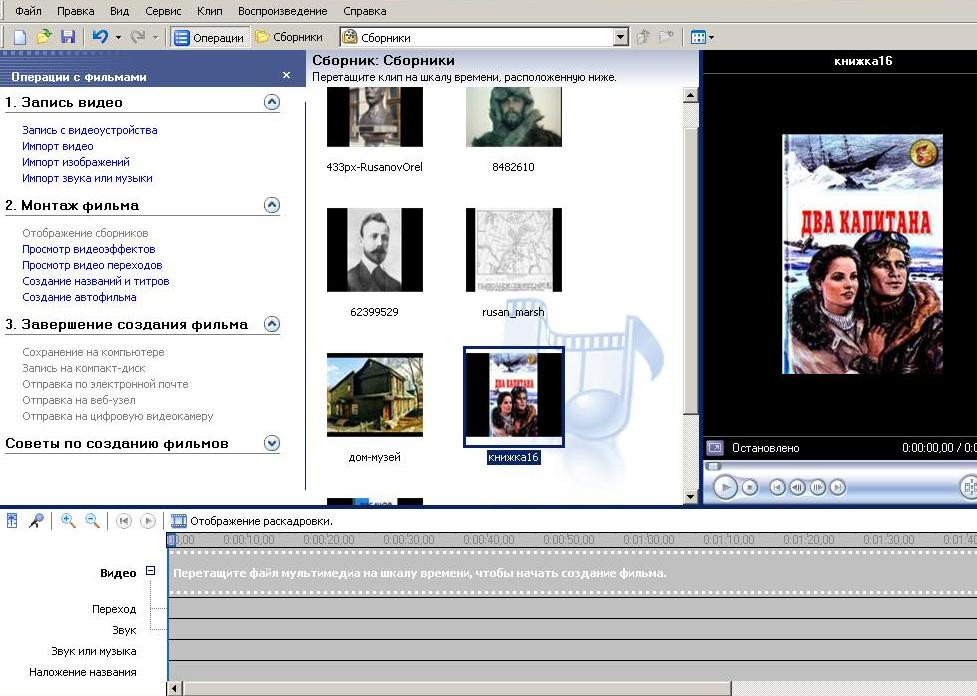 Файл Правка Вид Сервис Клип Воспроизведение Справка
Операции Сборники Сборники
Операции с фильмами
1. Запись видео
Запись с видеоустройства
Импорт видео
Импорт изображений
Импорт звука или музыки
2. Монтаж фильма
Отображение сборников
Просмотр видеоэффектов
Просмотр видео переходов
Создание названий и титров
Создание автофильма
3. Завершение создания фильма
Сохранение на компьютере
Запись на компакт-диск
Отправка по электронной почте
Отправка на веб-узел
Отправка на цифровую видеокамеру
Советы по созданию фильмов
Сборник: Сборники
Перетащите клип на шкалу времени, расположенную ниже.
433px-RusanovOrel 8482610
62399529 rusan_marsh
ДВА КАПИТАНА
дом-музей книжка16
книжка16
ДВА КАПИТАНА
Остановлено 0:00:00,00 / 0:0
Отображение раскадровки.
0:00:10,00 0:00:20,00 0:00:30,00 0:00:40,00 0:00:50,00 0:01:00,00 0:01:10,00 0:01:20,00 0:01:30,00 0:01:40
Видео Перетащите файл мультимедиа на шкалу времени, чтобы начать создание фильма.
Переход
Звук
Звук или музыка
Наложение названия